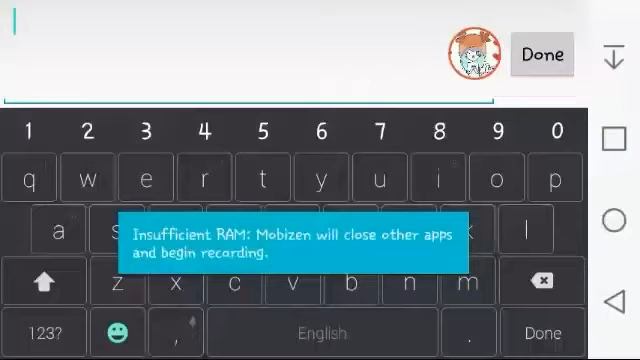 Done
1 2 3 4 5 6 7 8 9 0
q w e r t y u i o p
a l
Insufficient RAM: Mobizen will close other apps
and begin recording.
z x c v b n m
123? , English . Done